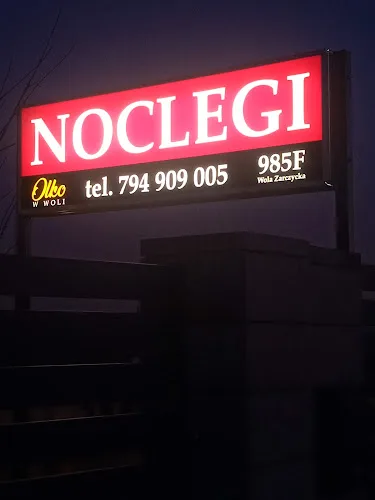 NOCLEGI
Olko
W WOLI
tel. 794 909 005
985F
Wola Zarczycka